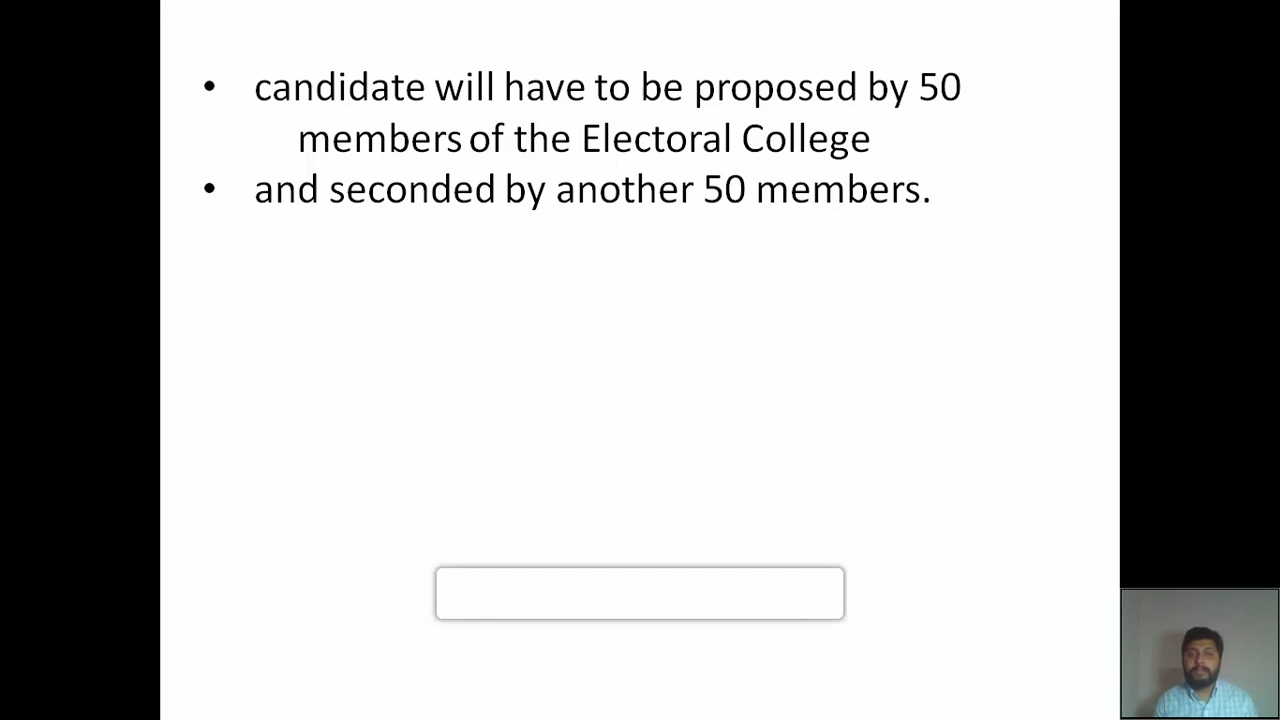 • candidate will have to be proposed by 50
members of the Electoral College
• and seconded by another 50 members.